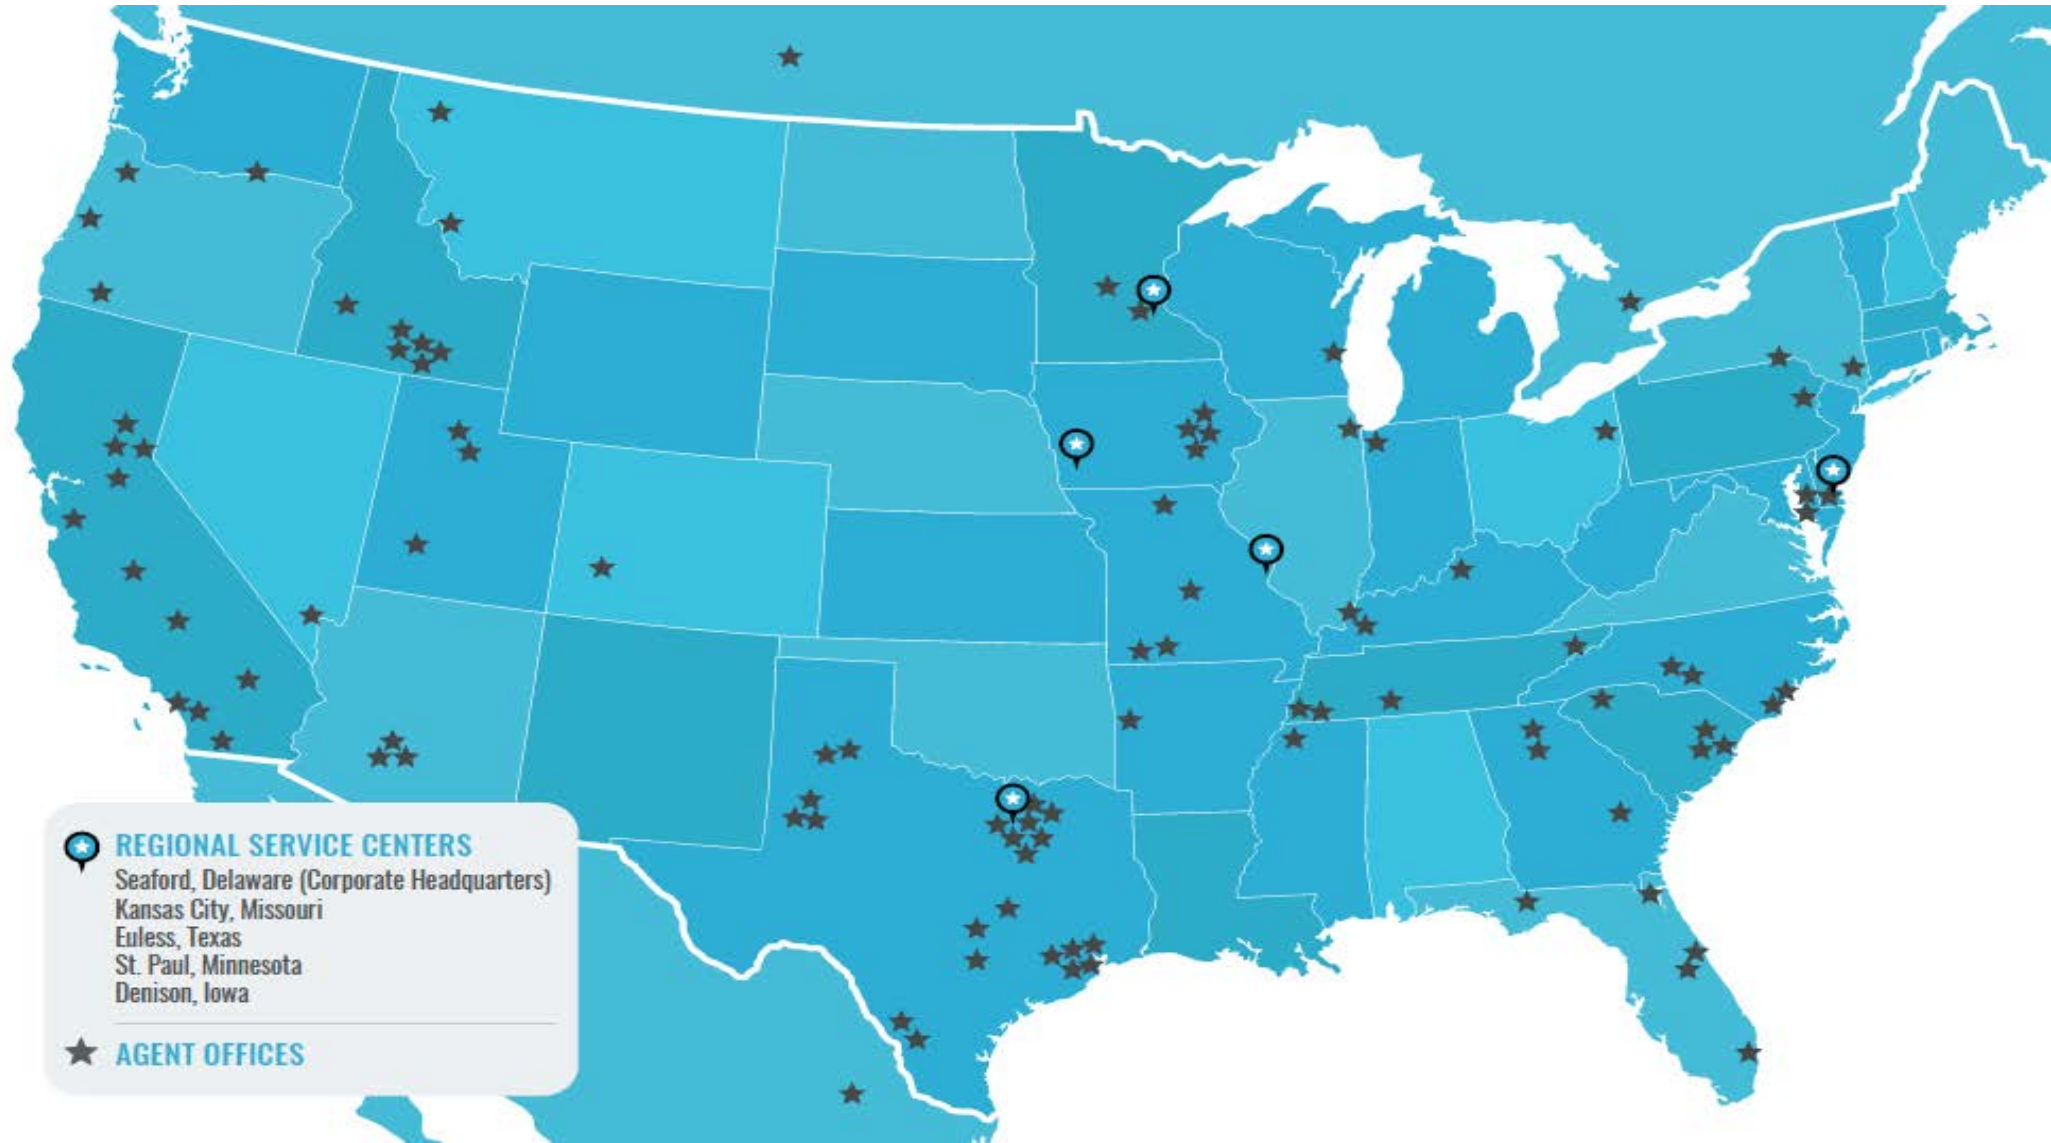 REGIONAL SERVICE CENTERS
Seaford, Delaware (Corporate Headquarters)
Kansas City, Missouri
Euless, Texas
St. Paul, Minnesota
Denison, Iowa
AGENT OFFICES